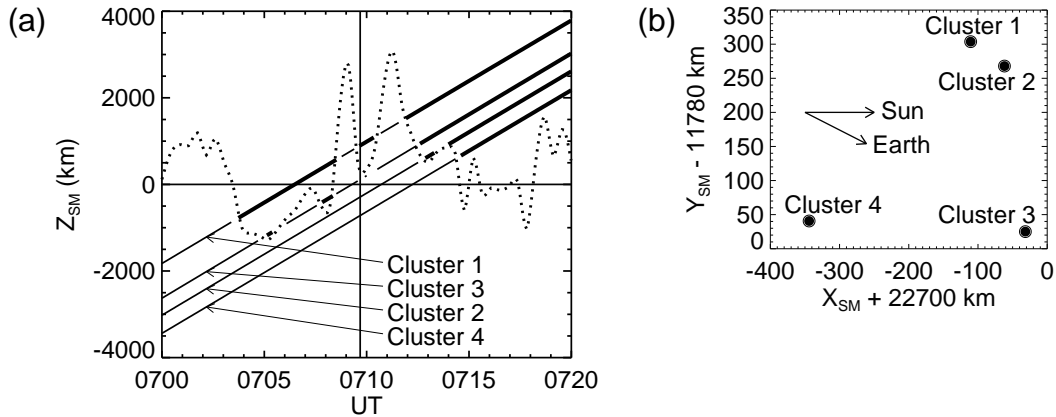 (a)
4000
2000
0
-2000
-4000
Z_SM (km)
Cluster 1
Cluster 3
Cluster 2
Cluster 4
0700
0705
0710
0715
0720
UT
(b)
350
300
250
200
150
100
50
0
Y_SM - 11780 km
Cluster 1
Cluster 2
Sun
Earth
Cluster 4
Cluster 3
-400
-300
-200
-100
0
X_SM + 22700 km